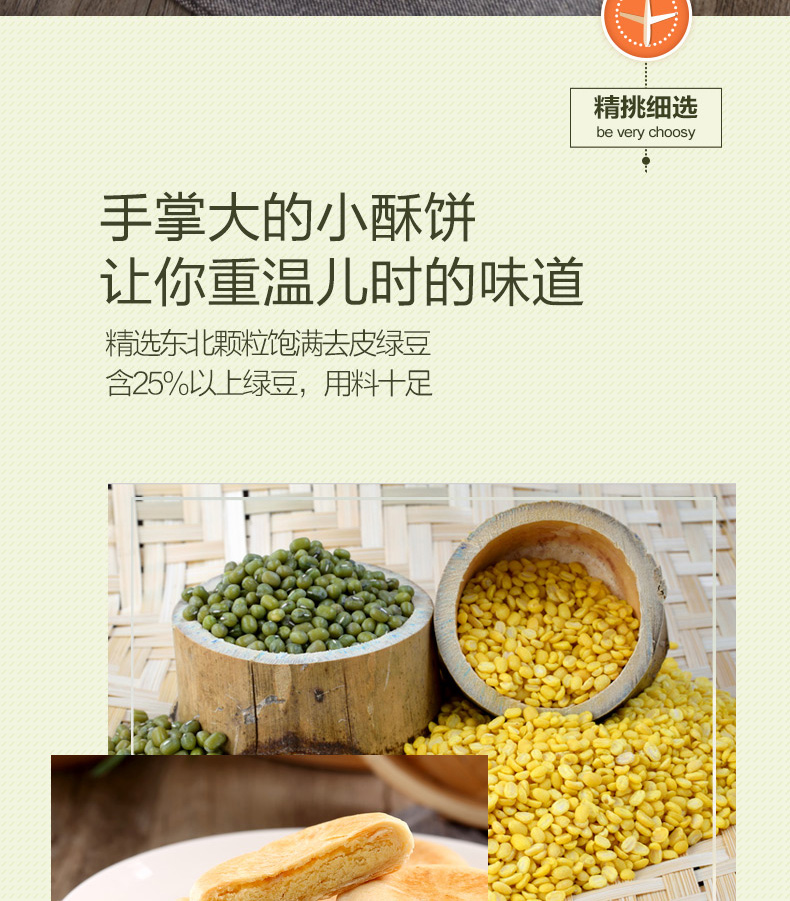 精挑细选
be very choosy
手掌大的小酥饼
让你重温儿时的味道
精选东北颗粒饱满去皮绿豆
含25%以上绿豆，用料十足